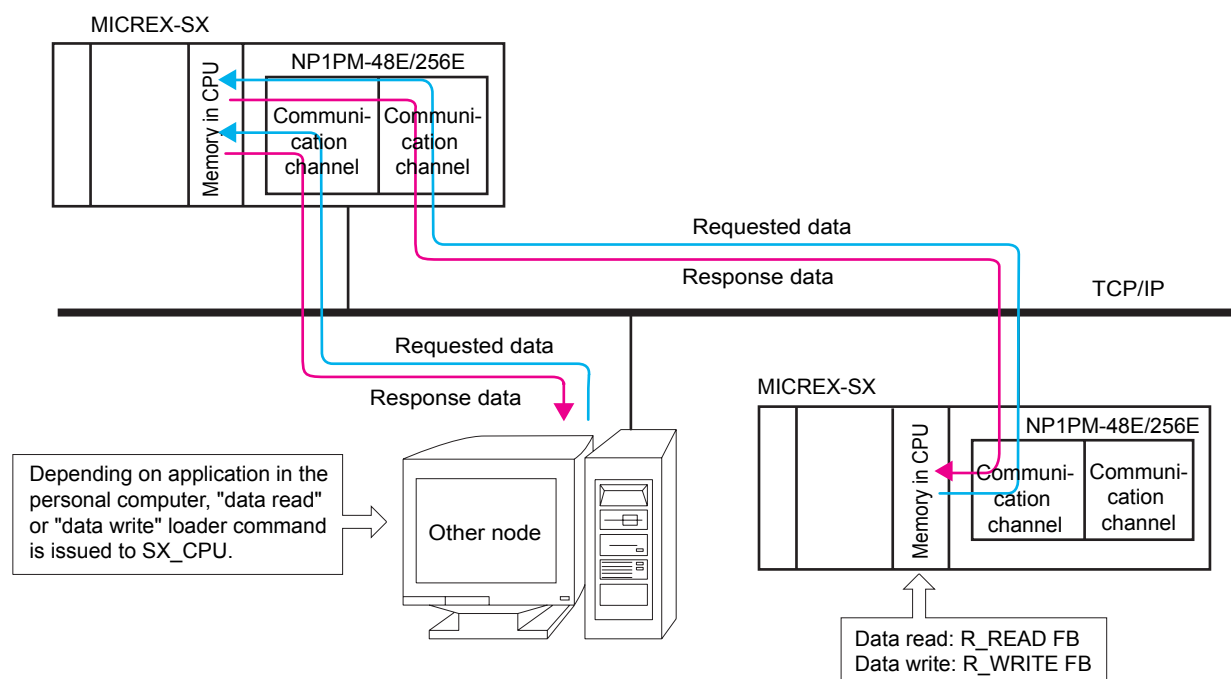 MICREX-SX
NP1PM-48E/256E
Memory in CPU
Communi-
cation
channel
Communi-
cation
channel
Requested data
Response data
TCP/IP
Requested data
Response data
MICREX-SX
NP1PM-48E/256E
Memory in CPU
Communi-
cation
channel
Communi-
cation
channel
Depending on application in the
personal computer, "data read"
or "data write" loader command
is issued to SX_CPU.
Other node
Data read: R_READ FB
Data write: R_WRITE FB